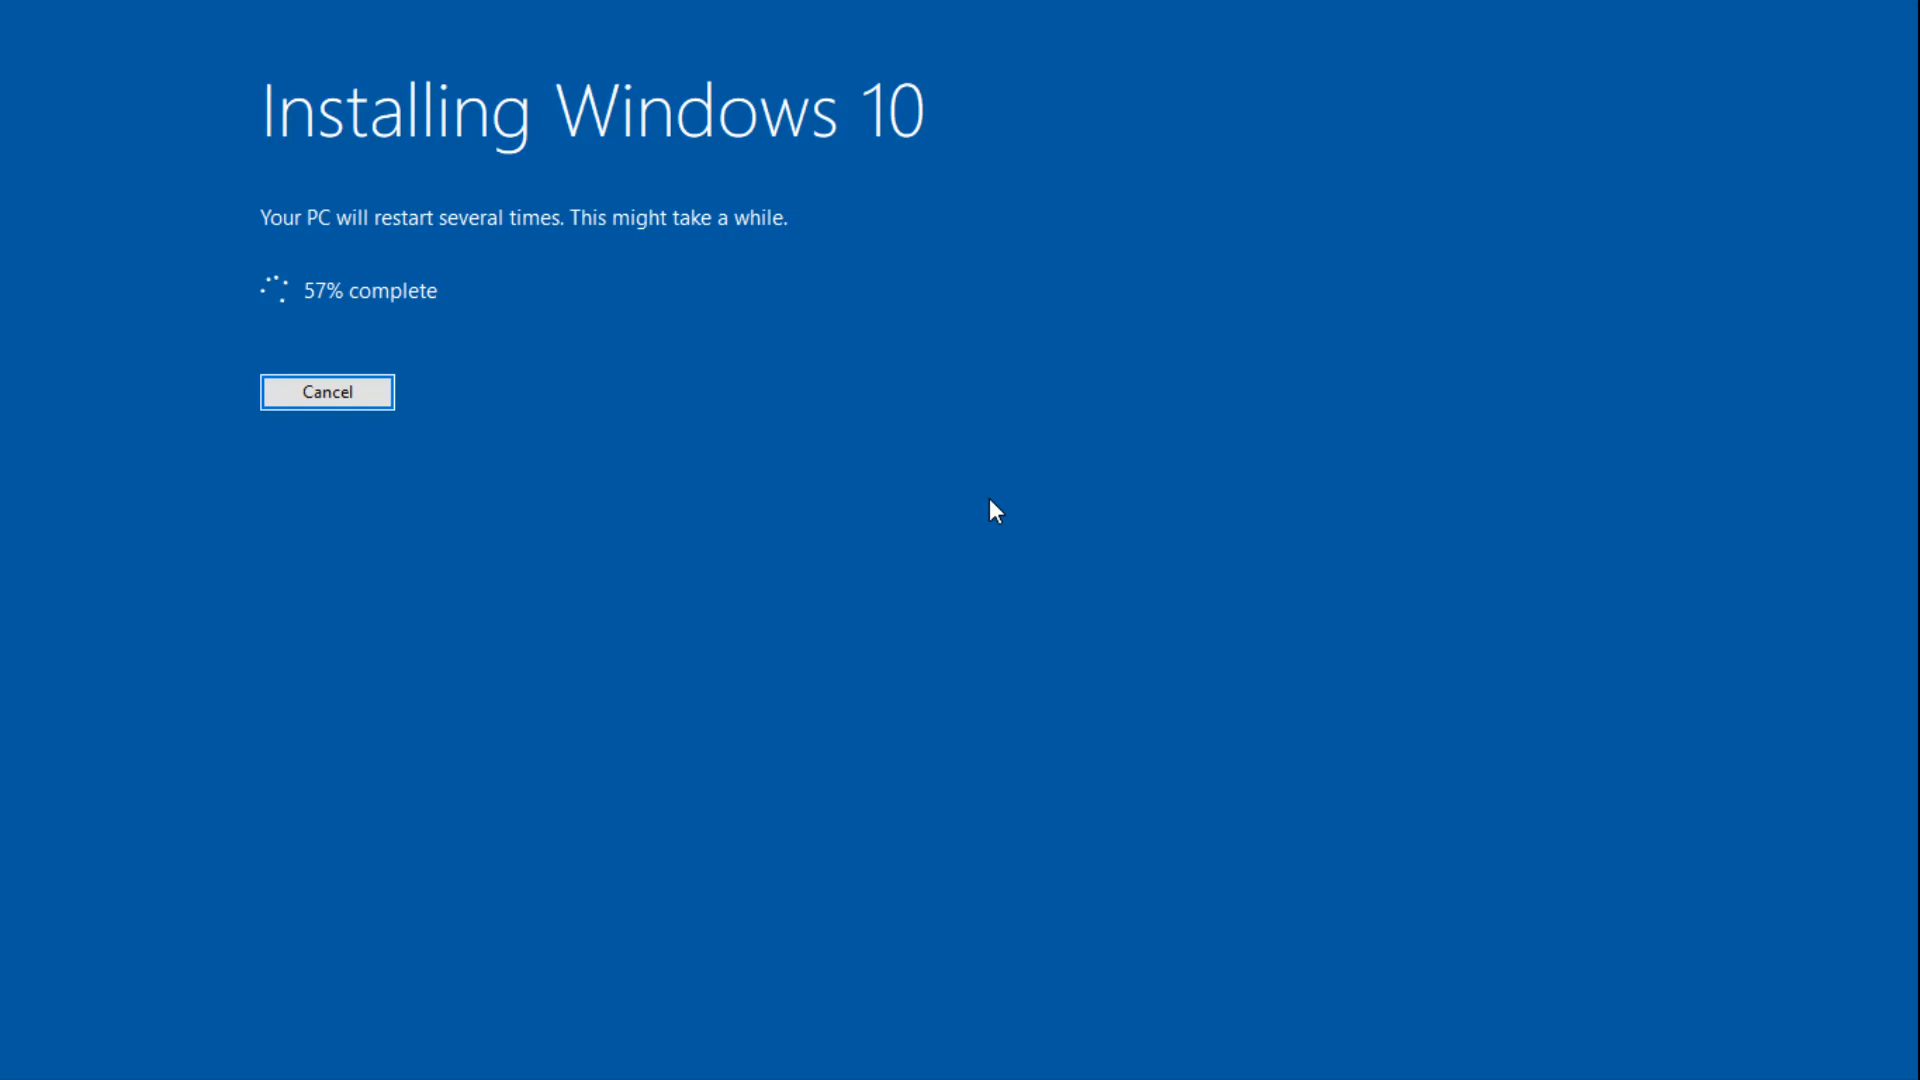 Installing Windows 10
Your PC will restart several times. This might take a while.
57% complete
Cancel